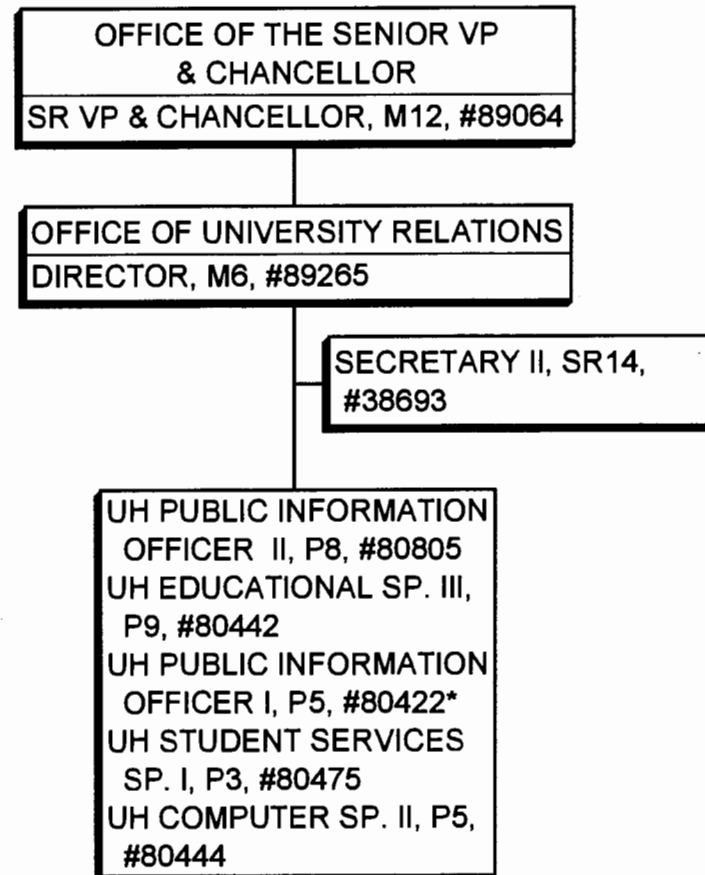 OFFICE OF THE SENIOR VP
& CHANCELLOR
SR VP & CHANCELLOR, M12, #89064
OFFICE OF UNIVERSITY RELATIONS
DIRECTOR, M6, #89265
SECRETARY II, SR14,
#38693
UH PUBLIC INFORMATION
OFFICER II, P8, #80805
UH EDUCATIONAL SP. III,
P9, #80442
UH PUBLIC INFORMATION
OFFICER I, P5, #80422*
UH STUDENT SERVICES
SP. I, P3, #80475
UH COMPUTER SP. II, P5,
#80444